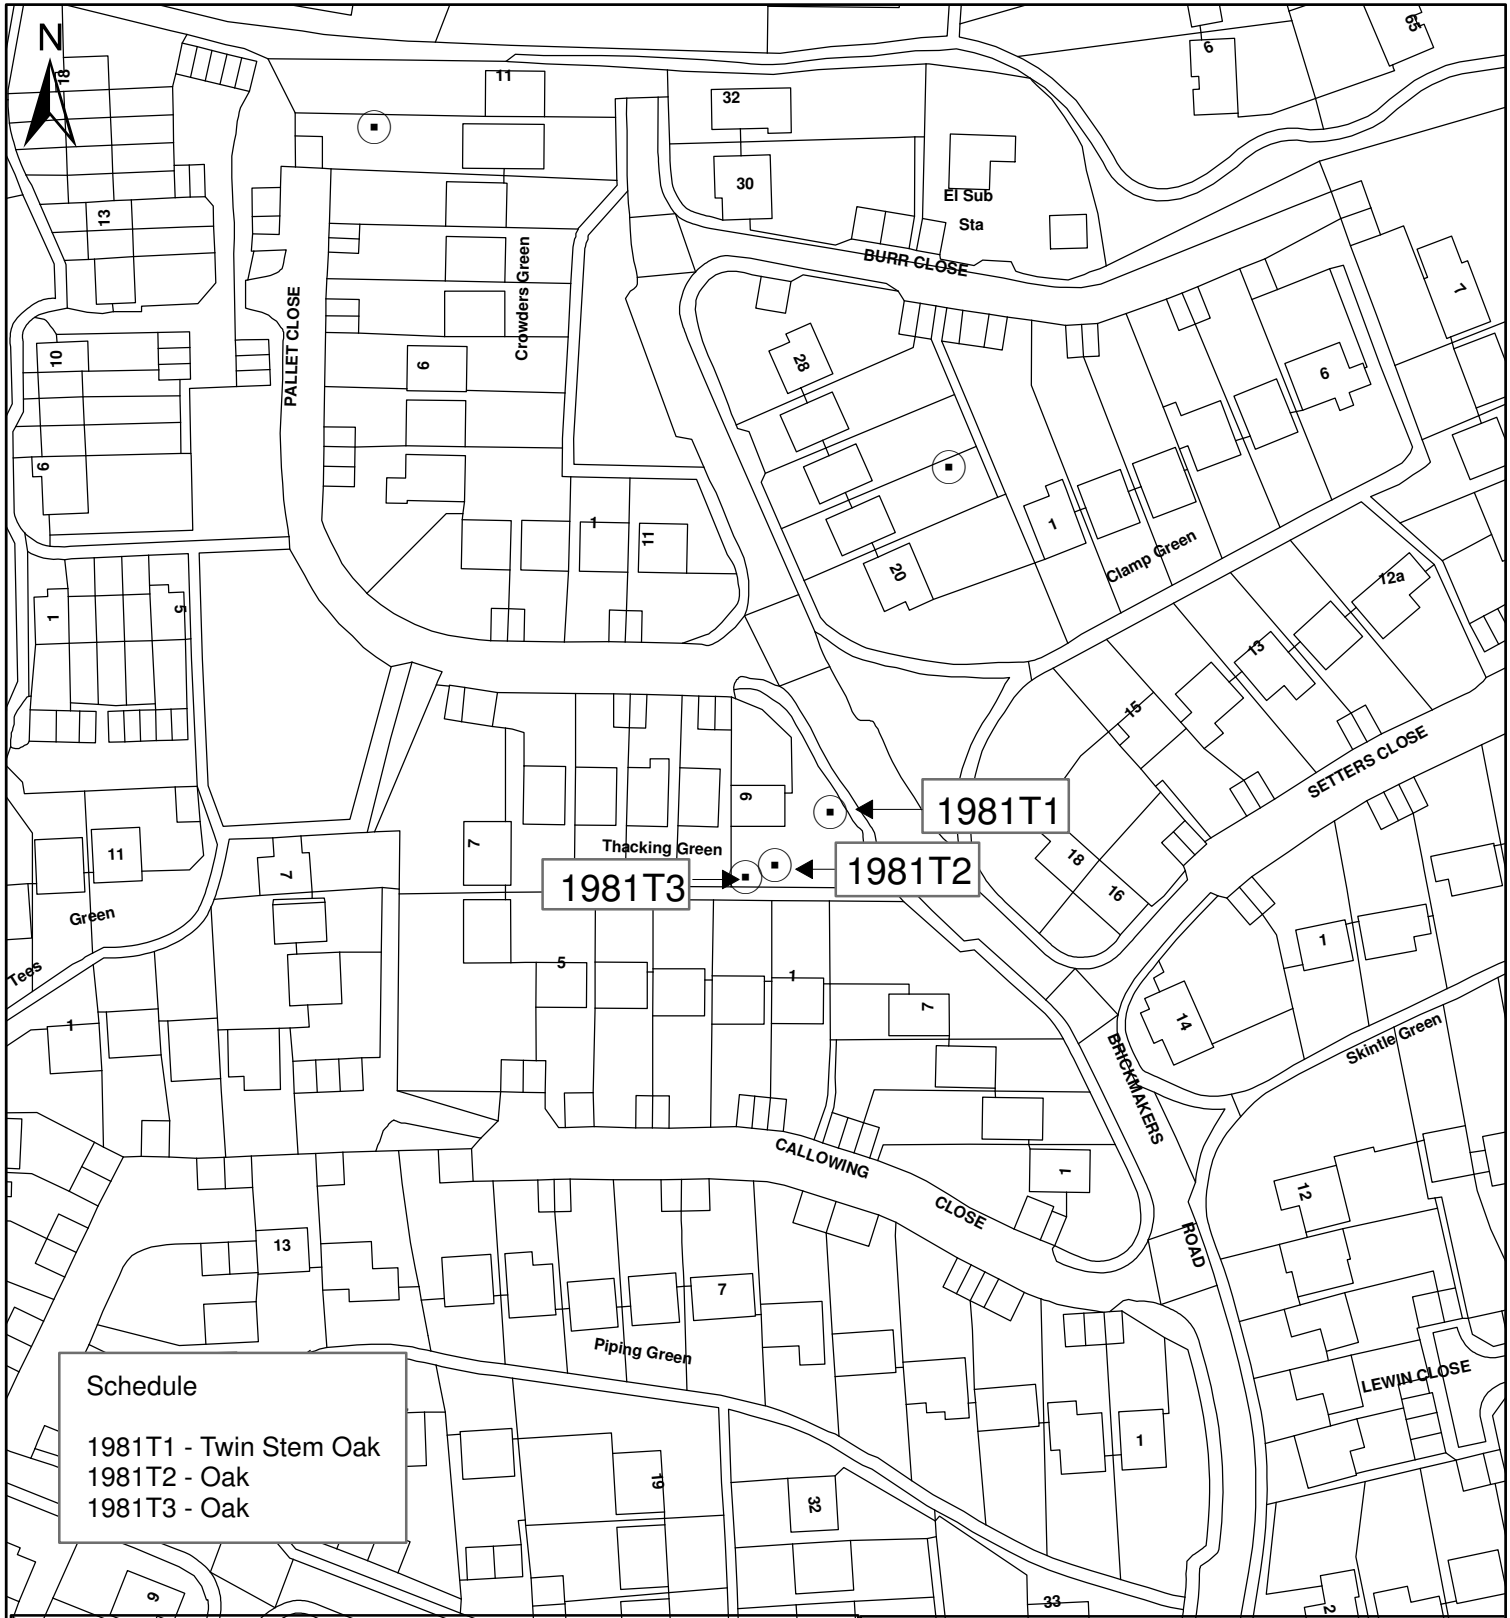 N
18
11
32
6
65
13
30
El Sub
Sta
BURR CLOSE
7
PALLET CLOSE
Crowders Green
10
6
28
6
6
1
11
20
1
Clamp Green
12a
1
5
13
15
SETTERS CLOSE
9
1981T1
7
Thacking Green
11
7
1981T2
18
16
1981T3
Green
Tees
5
1
7
1
14
Skintle Green
1
BRICKMAKERS
ROAD
CALLOWING
CLOSE
1
12
13
7
Piping Green
LEWIN CLOSE
Schedule
1981T1 - Twin Stem Oak
1981T2 - Oak
1981T3 - Oak
1
19
32
9
33
2